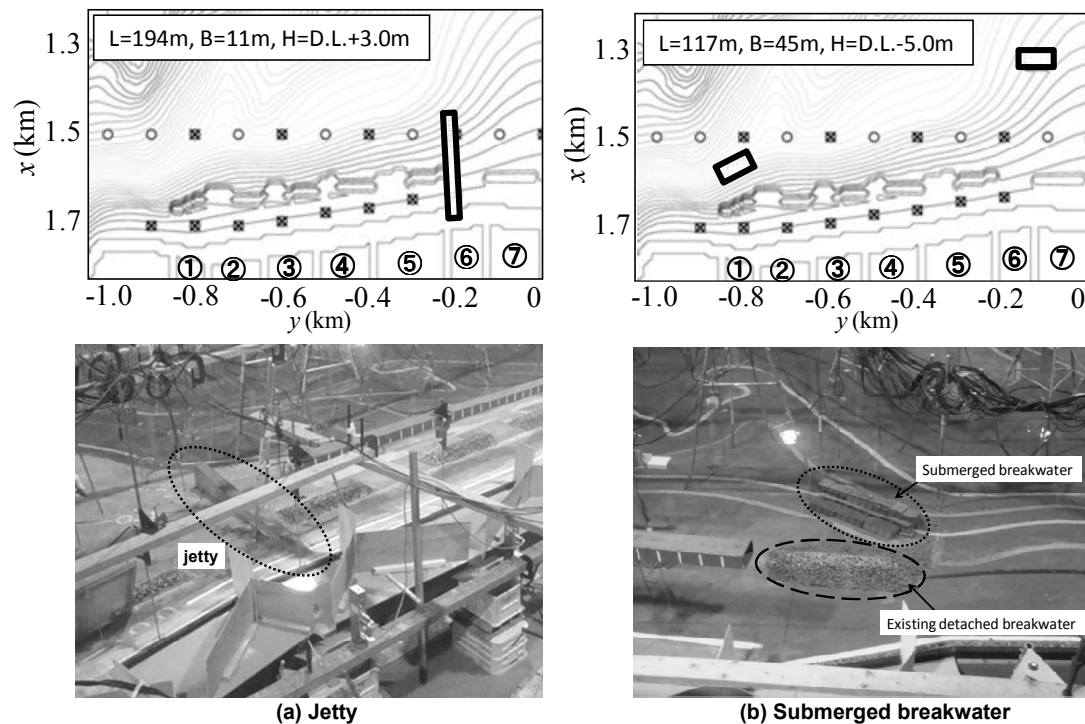 L=194m, B=11m, H=D.L.+3.0m
1.3
1.5
1.7
x (km)
① ② ③ ④ ⑤ ⑥ ⑦
-1.0 -0.8 -0.6 -0.4 -0.2 0
y (km)
L=117m, B=45m, H=D.L.-5.0m
1.3
1.5
1.7
x (km)
① ② ③ ④ ⑤ ⑥ ⑦
-1.0 -0.8 -0.6 -0.4 -0.2 0
y (km)
jetty
(a) Jetty
Submerged breakwater
Existing detached breakwater
(b) Submerged breakwater